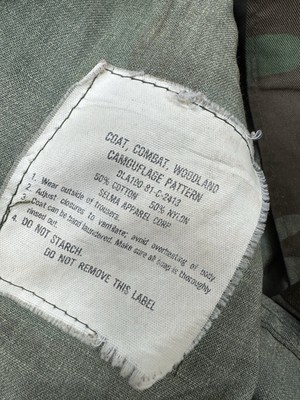 COAT, COMBAT, WOODLAND
CAMOUFLAGE PATTERN
DLA100-81-C-2413
50% COTTON 50% NYLON
SELMA APPAREL CORP
1. Wear outside of trousers.
2. Adjust closures to ventilate; avoid overheating of body
3. Coat can be hand laundered. Make sure all soap is thoroughly
rinsed out.
4. DO NOT STARCH.
DO NOT REMOVE THIS LABEL